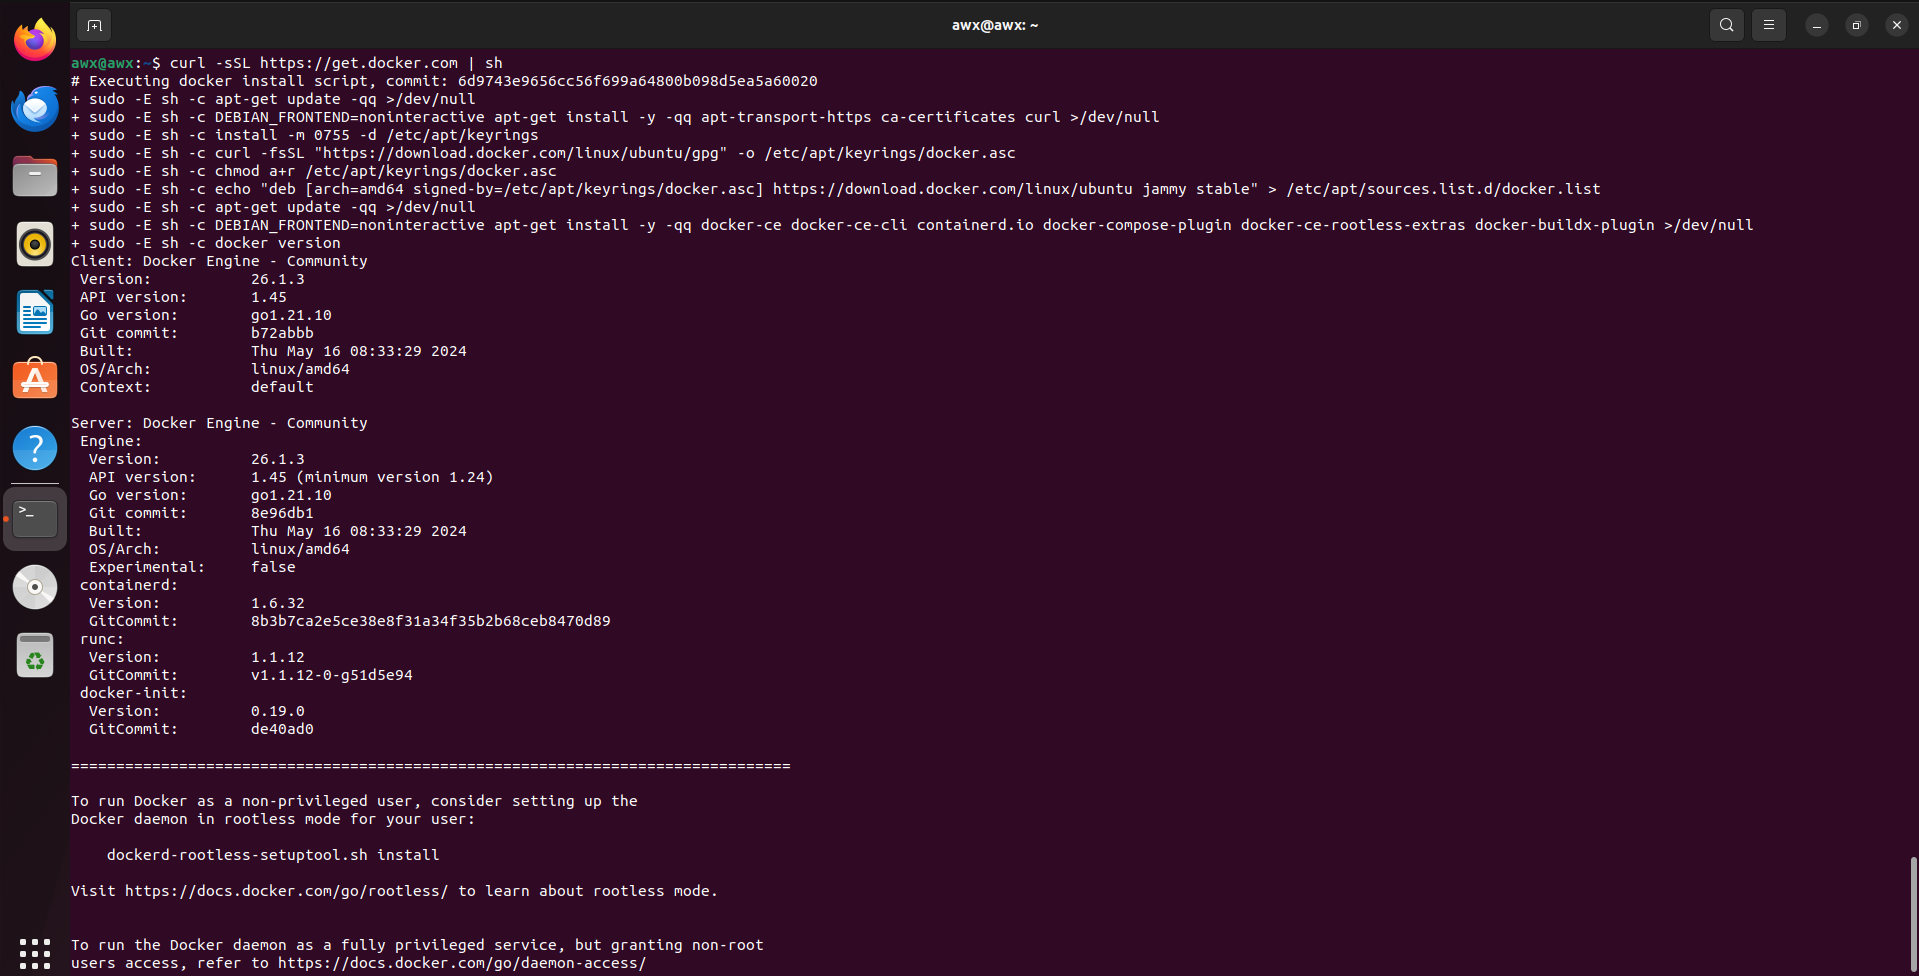 awx@awx: ~
awx@awx:~$ curl -sSL https://get.docker.com | sh
# Executing docker install script, commit: 6d9743e9656cc56f699a64800b098d5ea5a60020
+ sudo -E sh -c apt-get update -qq >/dev/null
+ sudo -E sh -c DEBIAN_FRONTEND=noninteractive apt-get install -y -qq apt-transport-https ca-certificates curl >/dev/null
+ sudo -E sh -c install -m 0755 -d /etc/apt/keyrings
+ sudo -E sh -c curl -fsSL "https://download.docker.com/linux/ubuntu/gpg" -o /etc/apt/keyrings/docker.asc
+ sudo -E sh -c chmod a+r /etc/apt/keyrings/docker.asc
+ sudo -E sh -c echo "deb [arch=amd64 signed-by=/etc/apt/keyrings/docker.asc] https://download.docker.com/linux/ubuntu jammy stable" > /etc/apt/sources.list.d/docker.list
+ sudo -E sh -c apt-get update -qq >/dev/null
+ sudo -E sh -c DEBIAN_FRONTEND=noninteractive apt-get install -y -qq docker-ce docker-ce-cli containerd.io docker-compose-plugin docker-ce-rootless-extras docker-buildx-plugin >/dev/null
+ sudo -E sh -c docker version
Client: Docker Engine - Community
 Version:           26.1.3
 API version:       1.45
 Go version:        go1.21.10
 Git commit:        b72abbb
 Built:             Thu May 16 08:33:29 2024
 OS/Arch:           linux/amd64
 Context:           default

Server: Docker Engine - Community
 Engine:
  Version:          26.1.3
  API version:      1.45 (minimum version 1.24)
  Go version:       go1.21.10
  Git commit:       8e96db1
  Built:            Thu May 16 08:33:29 2024
  OS/Arch:          linux/amd64
  Experimental:     false
 containerd:
  Version:          1.6.32
  GitCommit:        8b3b7ca2e5ce38e8f31a34f35b2b68ceb8470d89
 runc:
  Version:          1.1.12
  GitCommit:        v1.1.12-0-g51d5e94
 docker-init:
  Version:          0.19.0
  GitCommit:        de40ad0

================================================================================

To run Docker as a non-privileged user, consider setting up the
Docker daemon in rootless mode for your user:

    dockerd-rootless-setuptool.sh install

Visit https://docs.docker.com/go/rootless/ to learn about rootless mode.


To run the Docker daemon as a fully privileged service, but granting non-root
users access, refer to https://docs.docker.com/go/daemon-access/